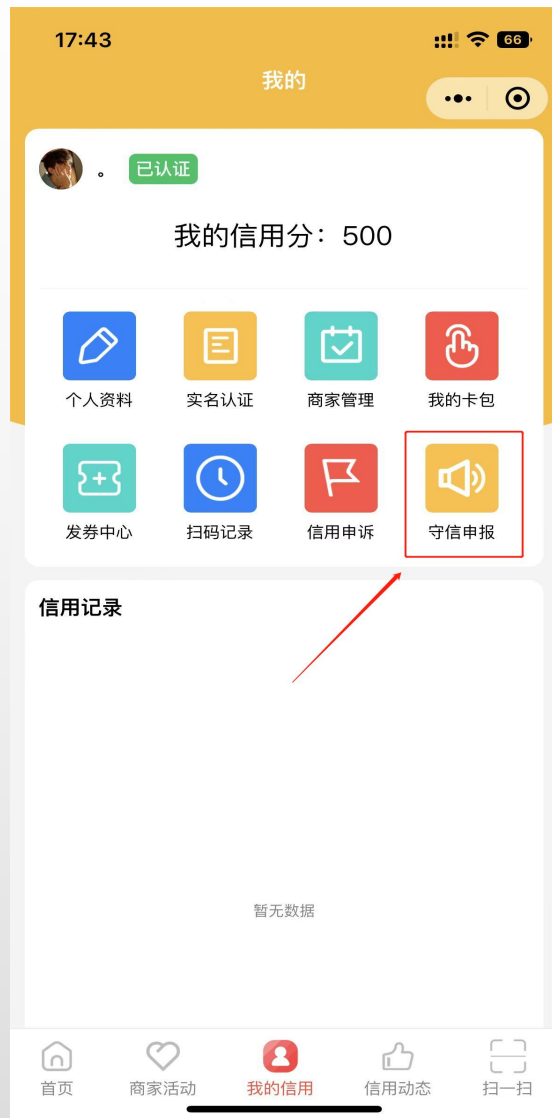 17:43
66
我的
。 已认证
我的信用分：500
个人资料 实名认证 商家管理 我的卡包
发券中心 扫码记录 信用申诉 守信申报
信用记录
暂无数据
首页 商家活动 我的信用 信用动态 扫一扫